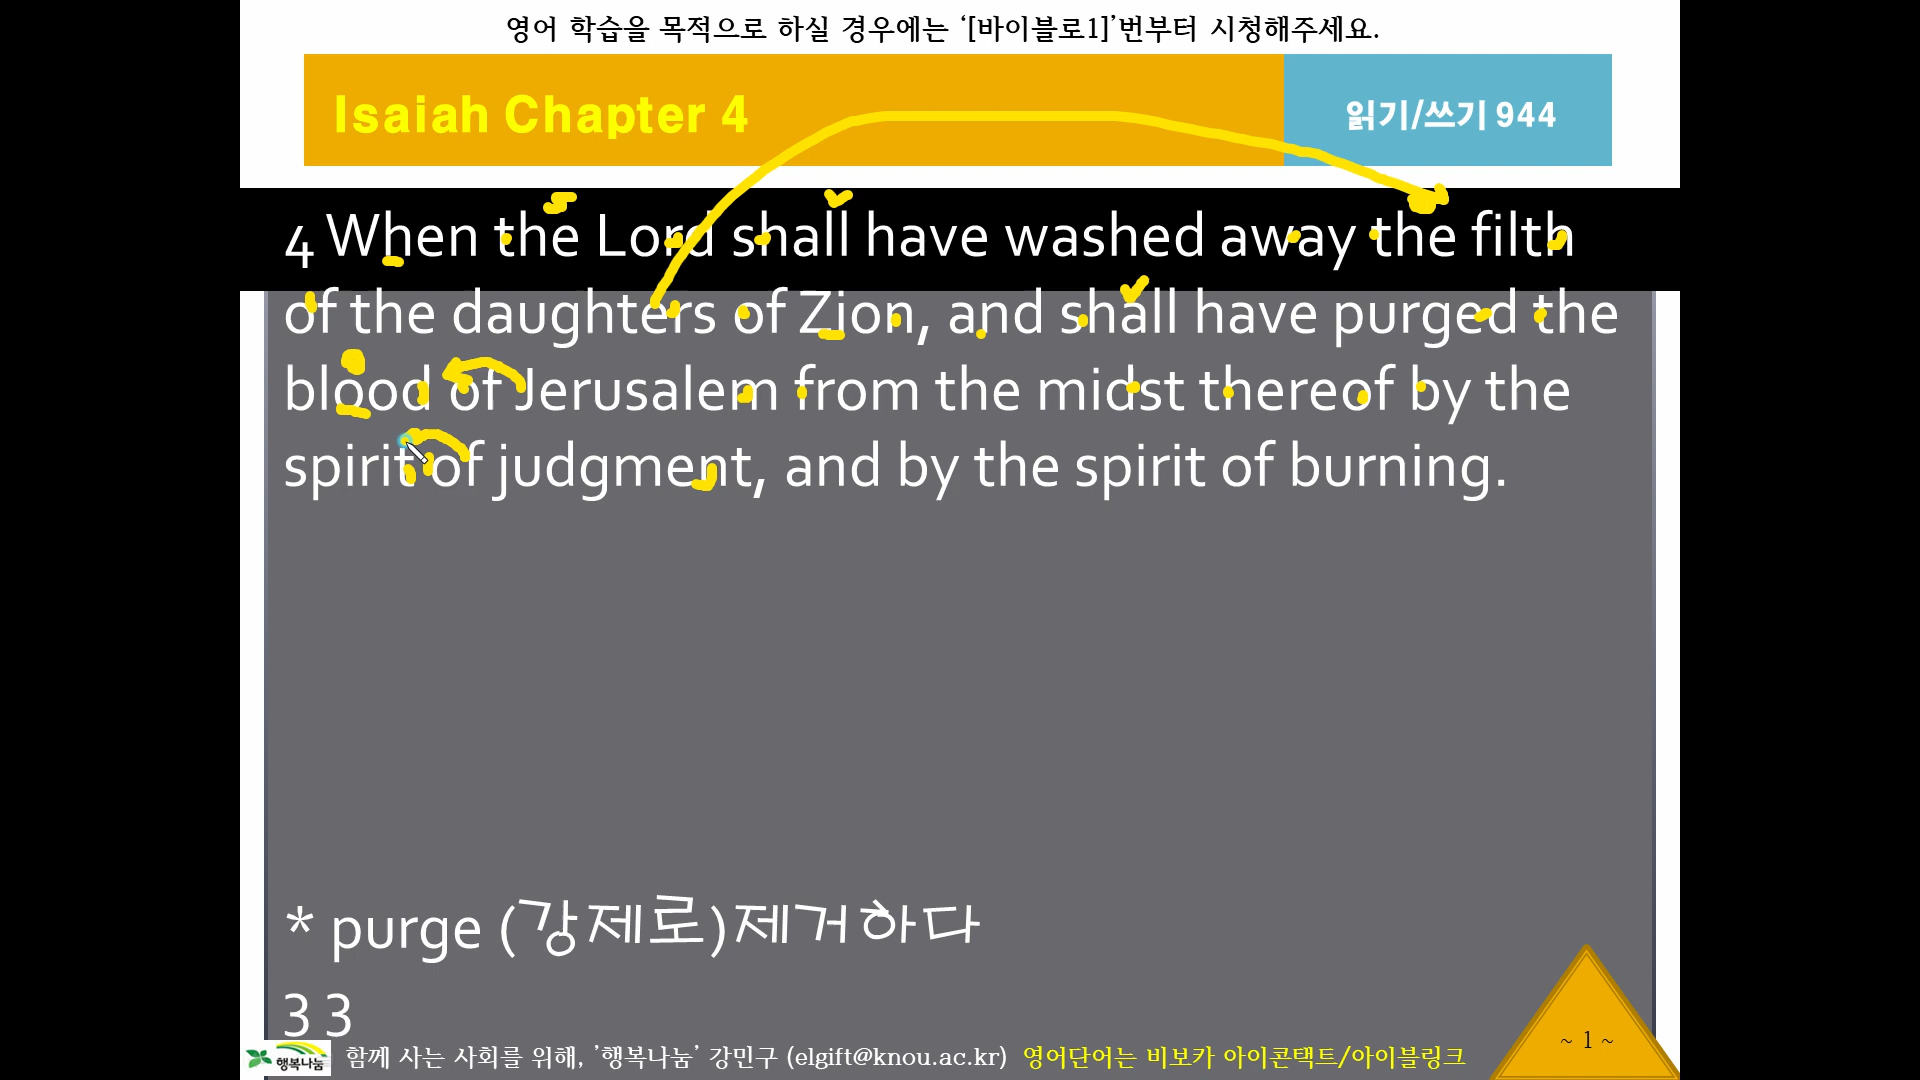 영어 학습을 목적으로 하실 경우에는 ‘[바이블로1]’번부터 시청해주세요.
Isaiah Chapter 4
읽기/쓰기 944
4 When the Lord shall have washed away the filth
of the daughters of Zion, and shall have purged the
blood of Jerusalem from the midst thereof by the
spirit of judgment, and by the spirit of burning.
* purge (강제로)제거하다
3 3
행복나눔
함께 사는 사회를 위해, ’행복나눔’ 강민구 (elgift@knou.ac.kr) 영어단어는 비보카 아이콘택트/아이블링크
~ 1 ~